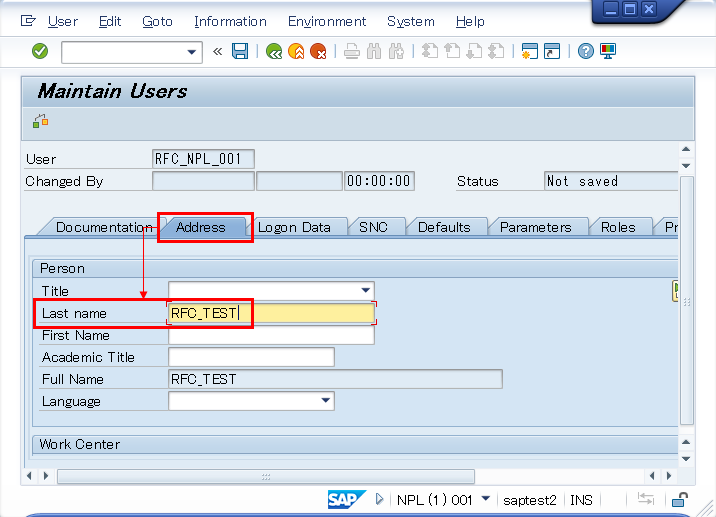 User Edit Goto Information Environment System Help
Maintain Users
User RFC_NPL_001
Changed By 00:00:00 Status Not saved
Documentation Address Logon Data SNC Defaults Parameters Roles
Person
Title
Last name RFC_TEST
First Name
Academic Title
Full Name RFC_TEST
Language
Work Center
SAP NPL (1) 001 saptest2 INS